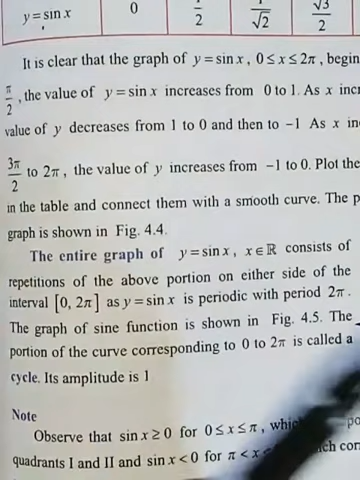 y = sin x 0 1/2 1/√2 √3/2
It is clear that the graph of y = sin x, 0 ≤ x ≤ 2π, begin
π/2, the value of y = sin x increases from 0 to 1. As x
value of y decreases from 1 to 0 and then to −1 As x
3π/2 to 2π, the value of y increases from −1 to 0. Plot the
in the table and connect them with a smooth curve. The
graph is shown in Fig. 4.4.
The entire graph of y = sin x, x ∈ ℝ consists of
repetitions of the above portion on either side of the
interval [0, 2π] as y = sin x is periodic with period 2π.
The graph of sine function is shown in Fig. 4.5. The
portion of the curve corresponding to 0 to 2π is called a
cycle. Its amplitude is 1
Note
Observe that sin x ≥ 0 for 0 ≤ x ≤ π,
quadrants I and II and sin x < 0 for π < x